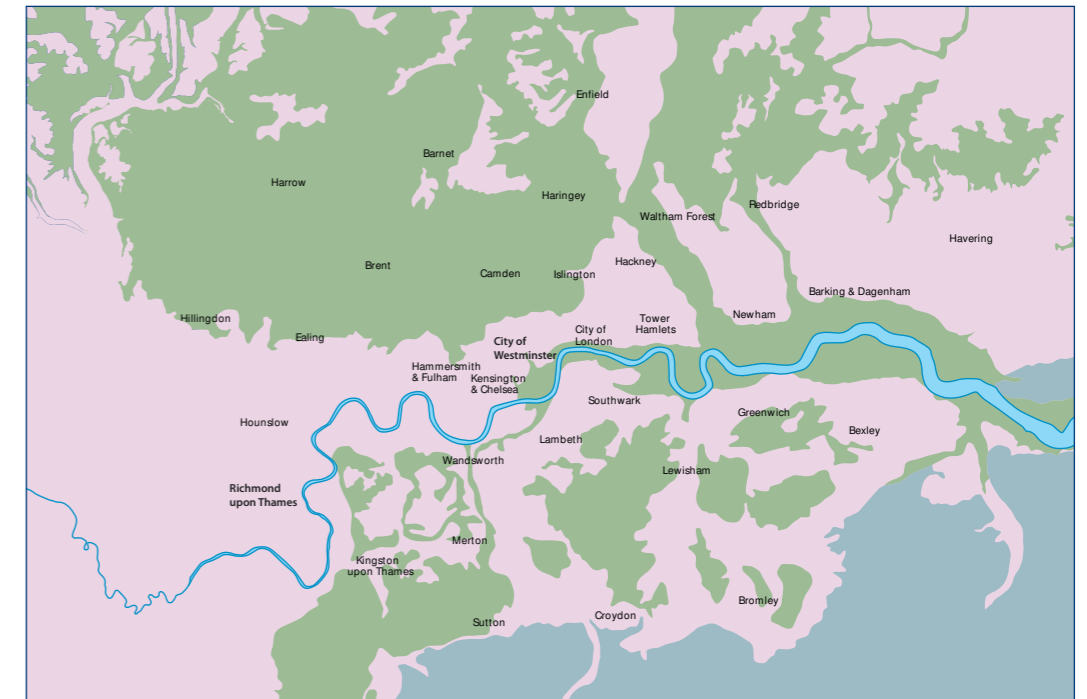 Enfield
Barnet
Harrow
Haringey
Redbridge
Waltham Forest
Havering
Hackney
Brent
Camden
Islington
Barking & Dagenham
Newham
Hillingdon
Tower
Hamlets
City of
London
Ealing
City of
Westminster
Hammersmith
& Fulham
Kensington
& Chelsea
Southwark
Greenwich
Hounslow
Bexley
Lambeth
Wandsworth
Lewisham
Richmond
upon Thames
Merton
Kingston
upon Thames
Bromley
Croydon
Sutton